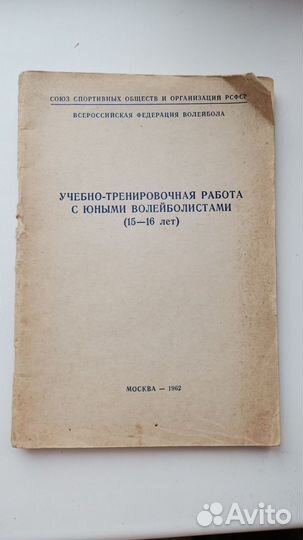 СОЮЗ СПОРТИВНЫХ ОБЩЕСТВ И ОРГАНИЗАЦИЙ РСФСР
ВСЕРОССИЙСКАЯ ФЕДЕРАЦИЯ ВОЛЕЙБОЛА
УЧЕБНО-ТРЕНИРОВОЧНАЯ РАБОТА
С ЮНЫМИ ВОЛЕЙБОЛИСТАМИ
(15—16 лет)
МОСКВА — 1962
Avito